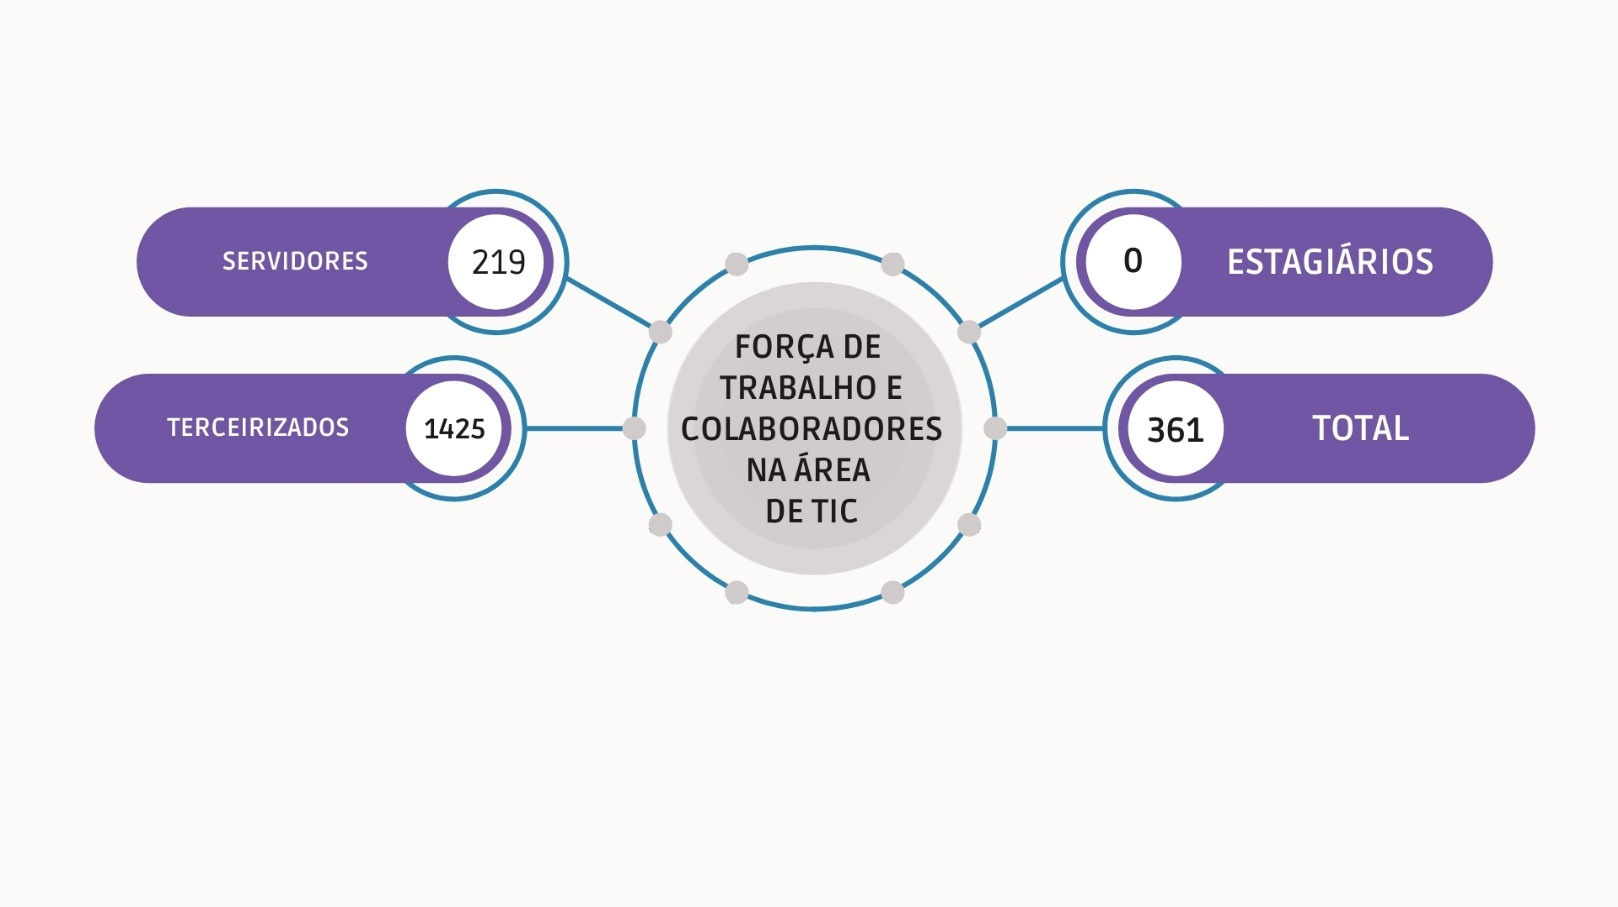 SERVIDORES 219
TERCEIRIZADOS 1425
FORÇA DE
TRABALHO E
COLABORADORES
NA ÁREA
DE TIC
0 ESTAGIÁRIOS
361 TOTAL